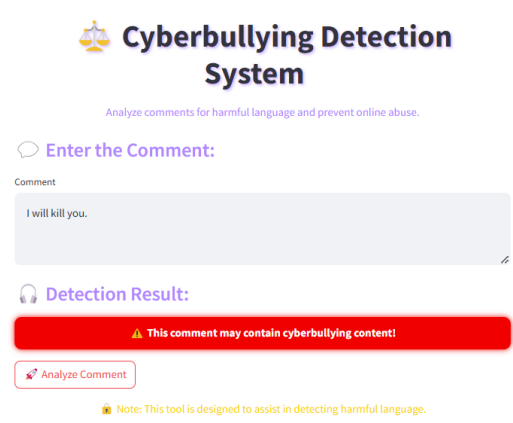 ⚖️ Cyberbullying Detection
System
Analyze comments for harmful language and prevent online abuse.
💬 Enter the Comment:
Comment
I will kill you.
🎧 Detection Result:
⚠️ This comment may contain cyberbullying content!
🚀 Analyze Comment
🔒 Note: This tool is designed to assist in detecting harmful language.